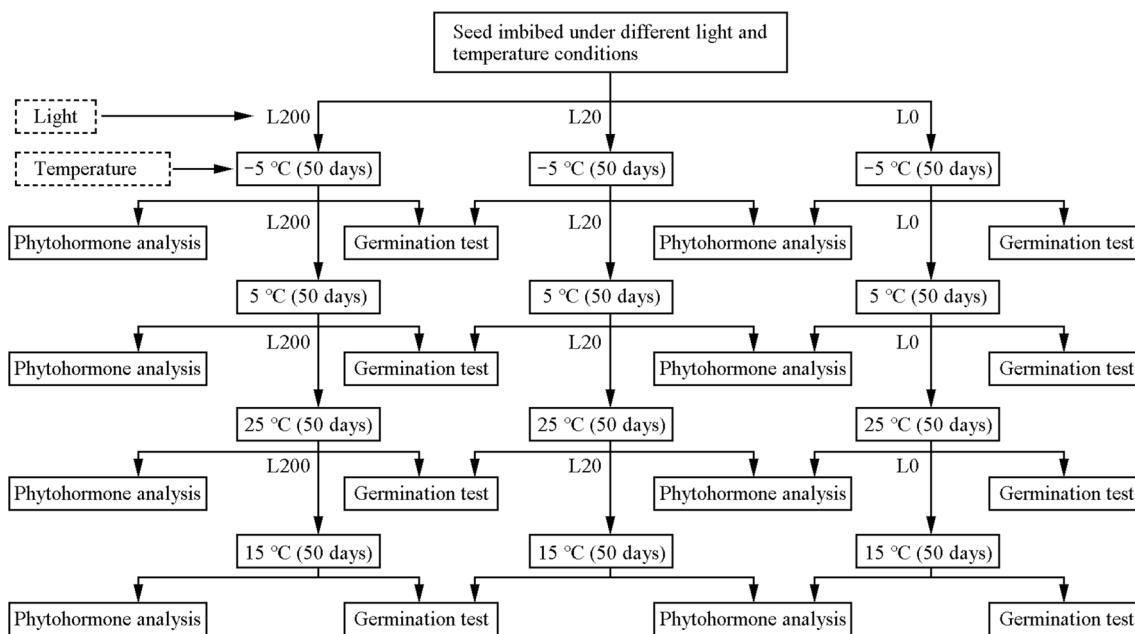 Seed imbibed under different light and
temperature conditions
Light
L200
L20
L0
Temperature
−5 °C (50 days)
−5 °C (50 days)
−5 °C (50 days)
L200
L20
L0
Phytohormone analysis
Germination test
Phytohormone analysis
Germination test
5 °C (50 days)
5 °C (50 days)
5 °C (50 days)
L200
L20
L0
Phytohormone analysis
Germination test
Phytohormone analysis
Germination test
25 °C (50 days)
25 °C (50 days)
25 °C (50 days)
L200
L20
L0
Phytohormone analysis
Germination test
Phytohormone analysis
Germination test
15 °C (50 days)
15 °C (50 days)
15 °C (50 days)
Phytohormone analysis
Germination test
Phytohormone analysis
Germination test